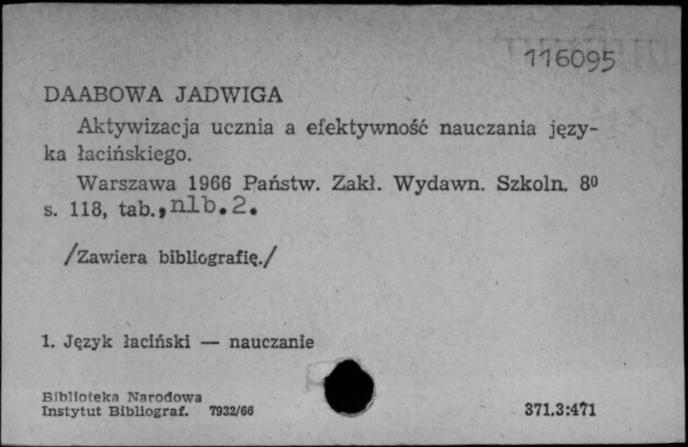 116095
DAABOWA JADWIGA
Aktywizacja ucznia a efektywność nauczania języ-
ka łacińskiego.
Warszawa 1966 Państw. Zakł. Wydawn. Szkoln. 8⁰
s. 118, tab., nlb. 2.
/Zawiera bibliografię./
1. Język łaciński — nauczanie
Biblioteka Narodowa
Instytut Bibliograf. 7932/66
371.3:471